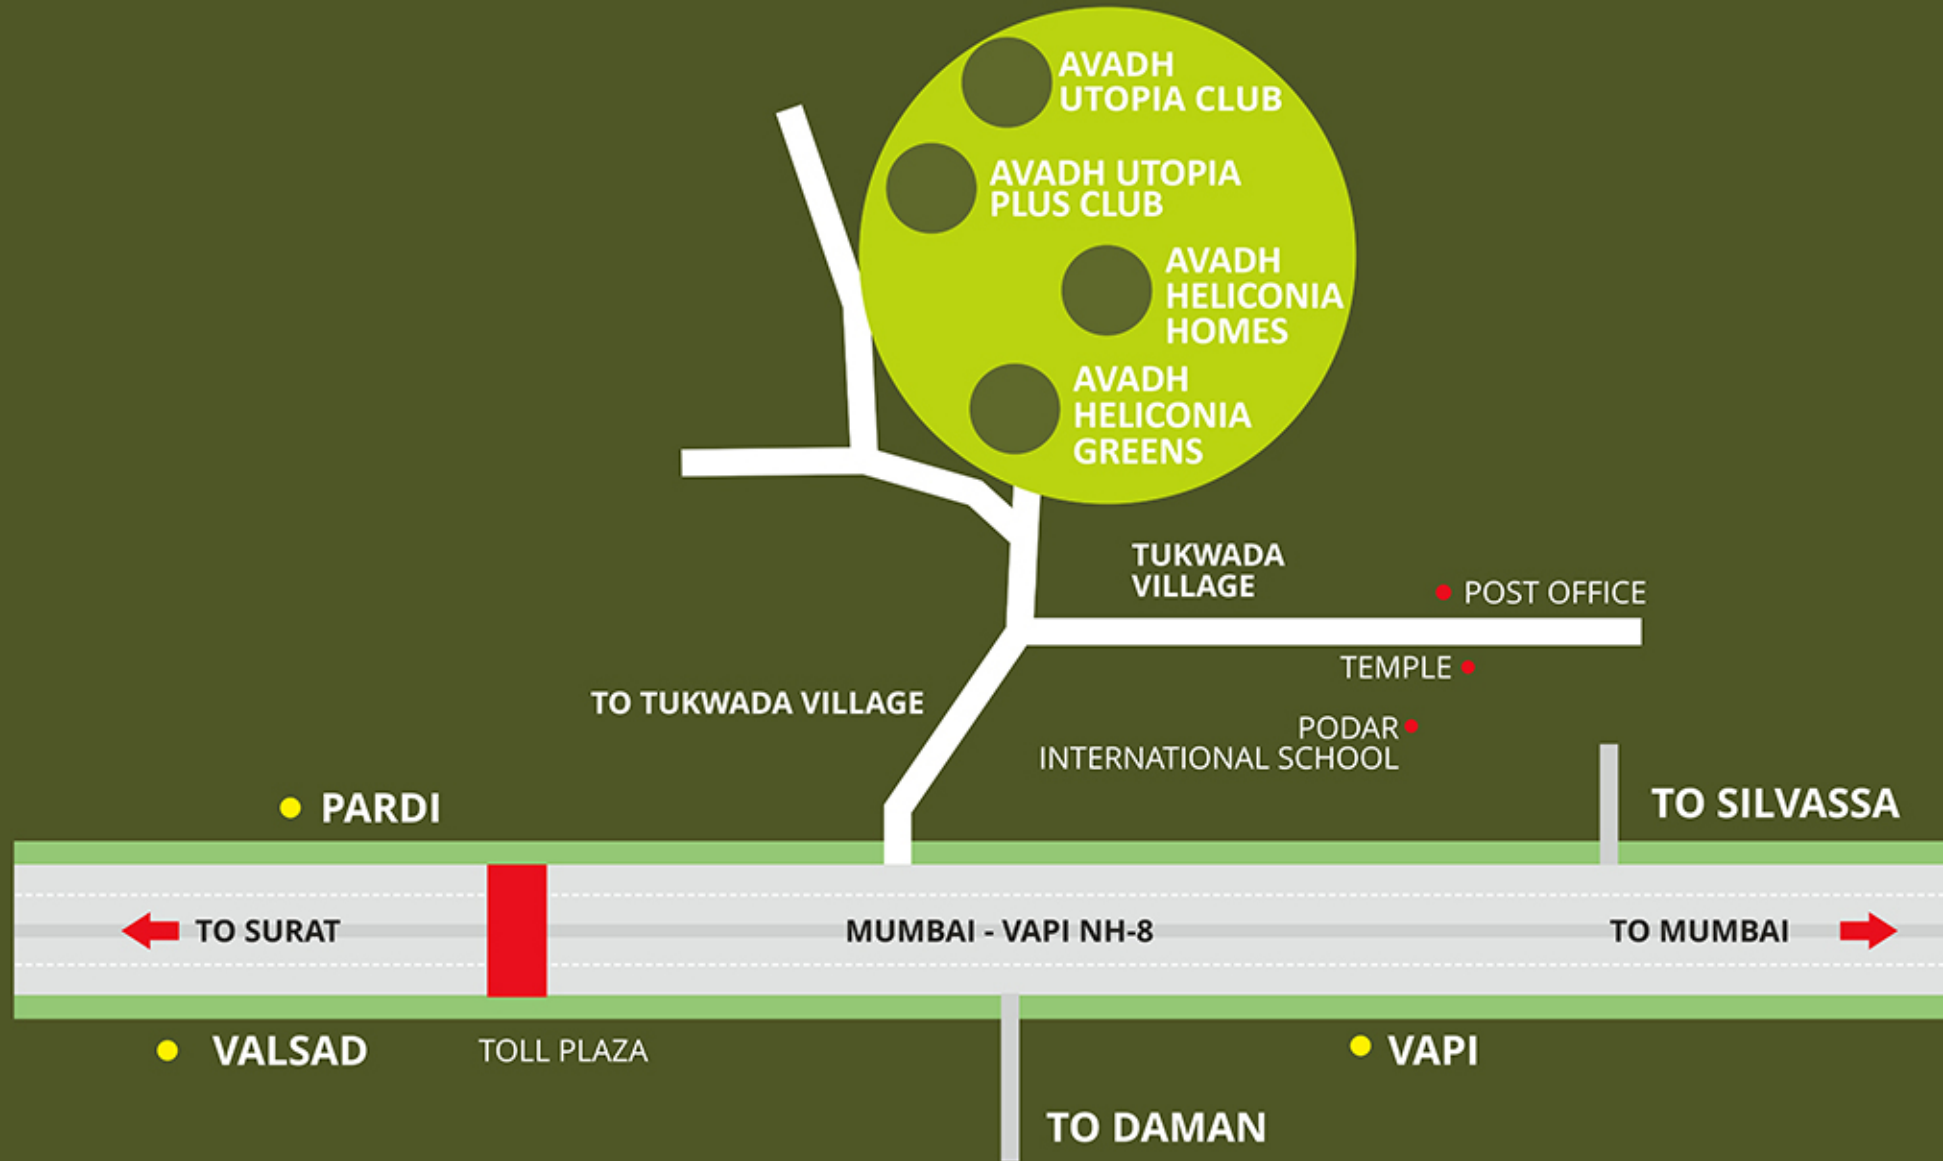 AVADH
UTOPIA CLUB
AVADH UTOPIA
PLUS CLUB
AVADH
HELICONIA
HOMES
AVADH
HELICONIA
GREENS
TUKWADA
VILLAGE
POST OFFICE
TEMPLE
TO TUKWADA VILLAGE
PODAR
INTERNATIONAL SCHOOL
PARDI
TO SILVASSA
TO SURAT
MUMBAI - VAPI NH-8
TO MUMBAI
VALSAD
TOLL PLAZA
VAPI
TO DAMAN